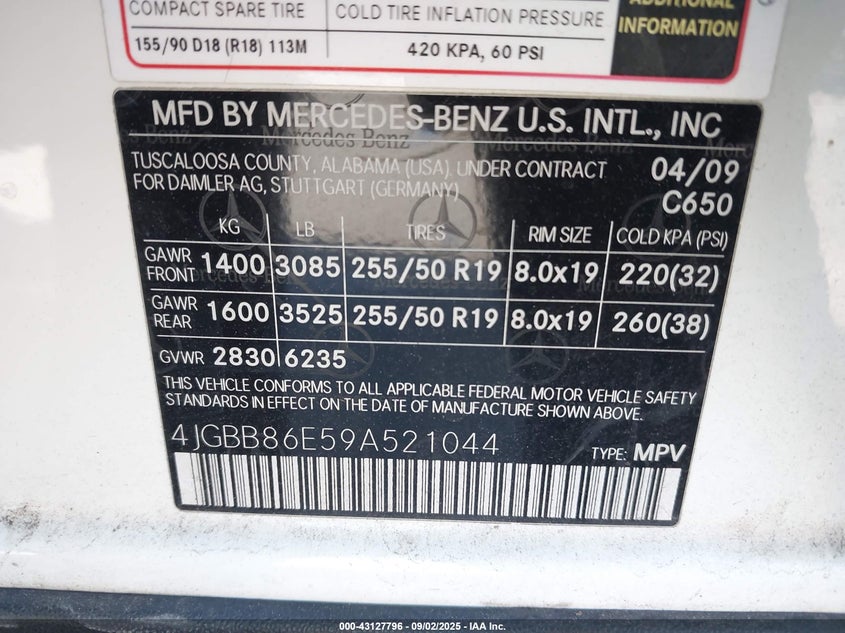 COMPACT SPARE TIRE COLD TIRE INFLATION PRESSURE
155/90 D18 (R18) 113M 420 KPA, 60 PSI
ADDITIONAL
INFORMATION
MFD BY MERCEDES-BENZ U.S. INTL., INC
TUSCALOOSA COUNTY, ALABAMA (USA). UNDER CONTRACT 04/09
FOR DAIMLER AG, STUTTGART (GERMANY) C650
KG LB TIRES RIM SIZE COLD KPA (PSI)
GAWR FRONT 1400 3085 255/50 R19 8.0x19 220(32)
GAWR REAR 1600 3525 255/50 R19 8.0x19 260(38)
GVWR 2830 6235
THIS VEHICLE CONFORMS TO ALL APPLICABLE FEDERAL MOTOR VEHICLE SAFETY
STANDARDS IN EFFECT ON THE DATE OF MANUFACTURE SHOWN ABOVE.
4JGBB86E59A521044 TYPE: MPV
000-43127796 - 09/02/2025 - IAA Inc.